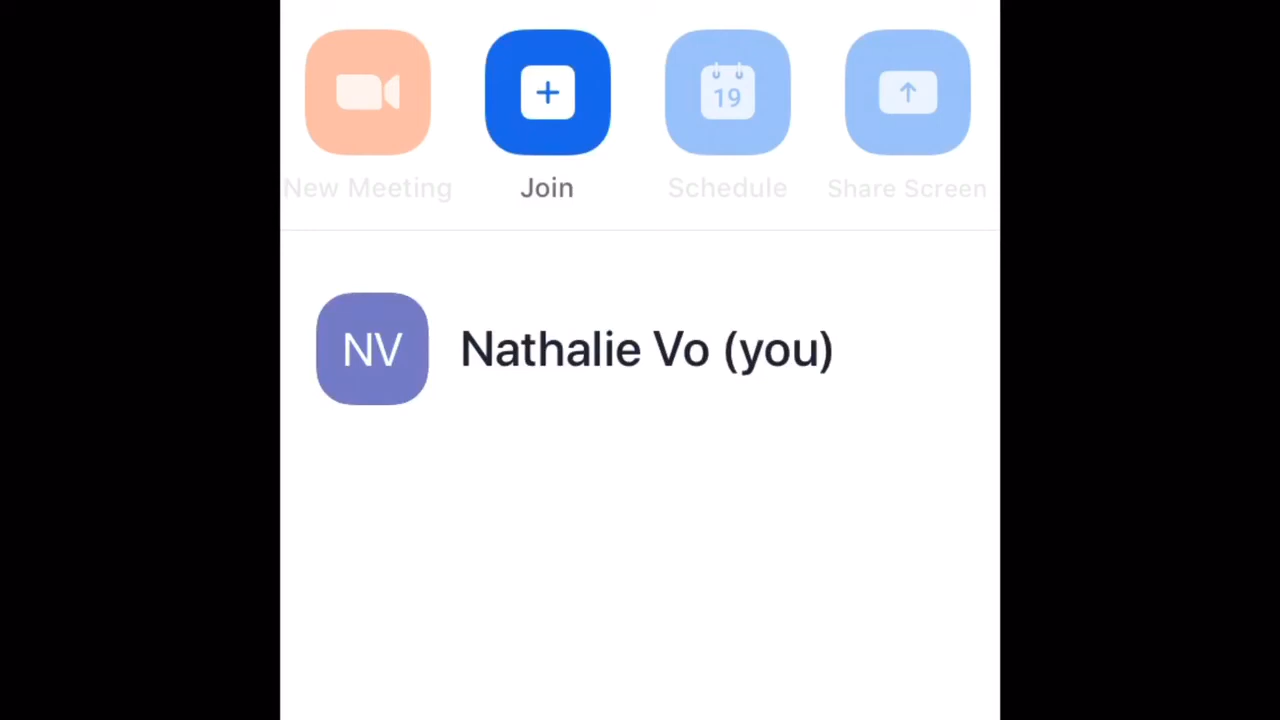 19
New Meeting
Join
Schedule
Share Screen
NV
Nathalie Vo (you)